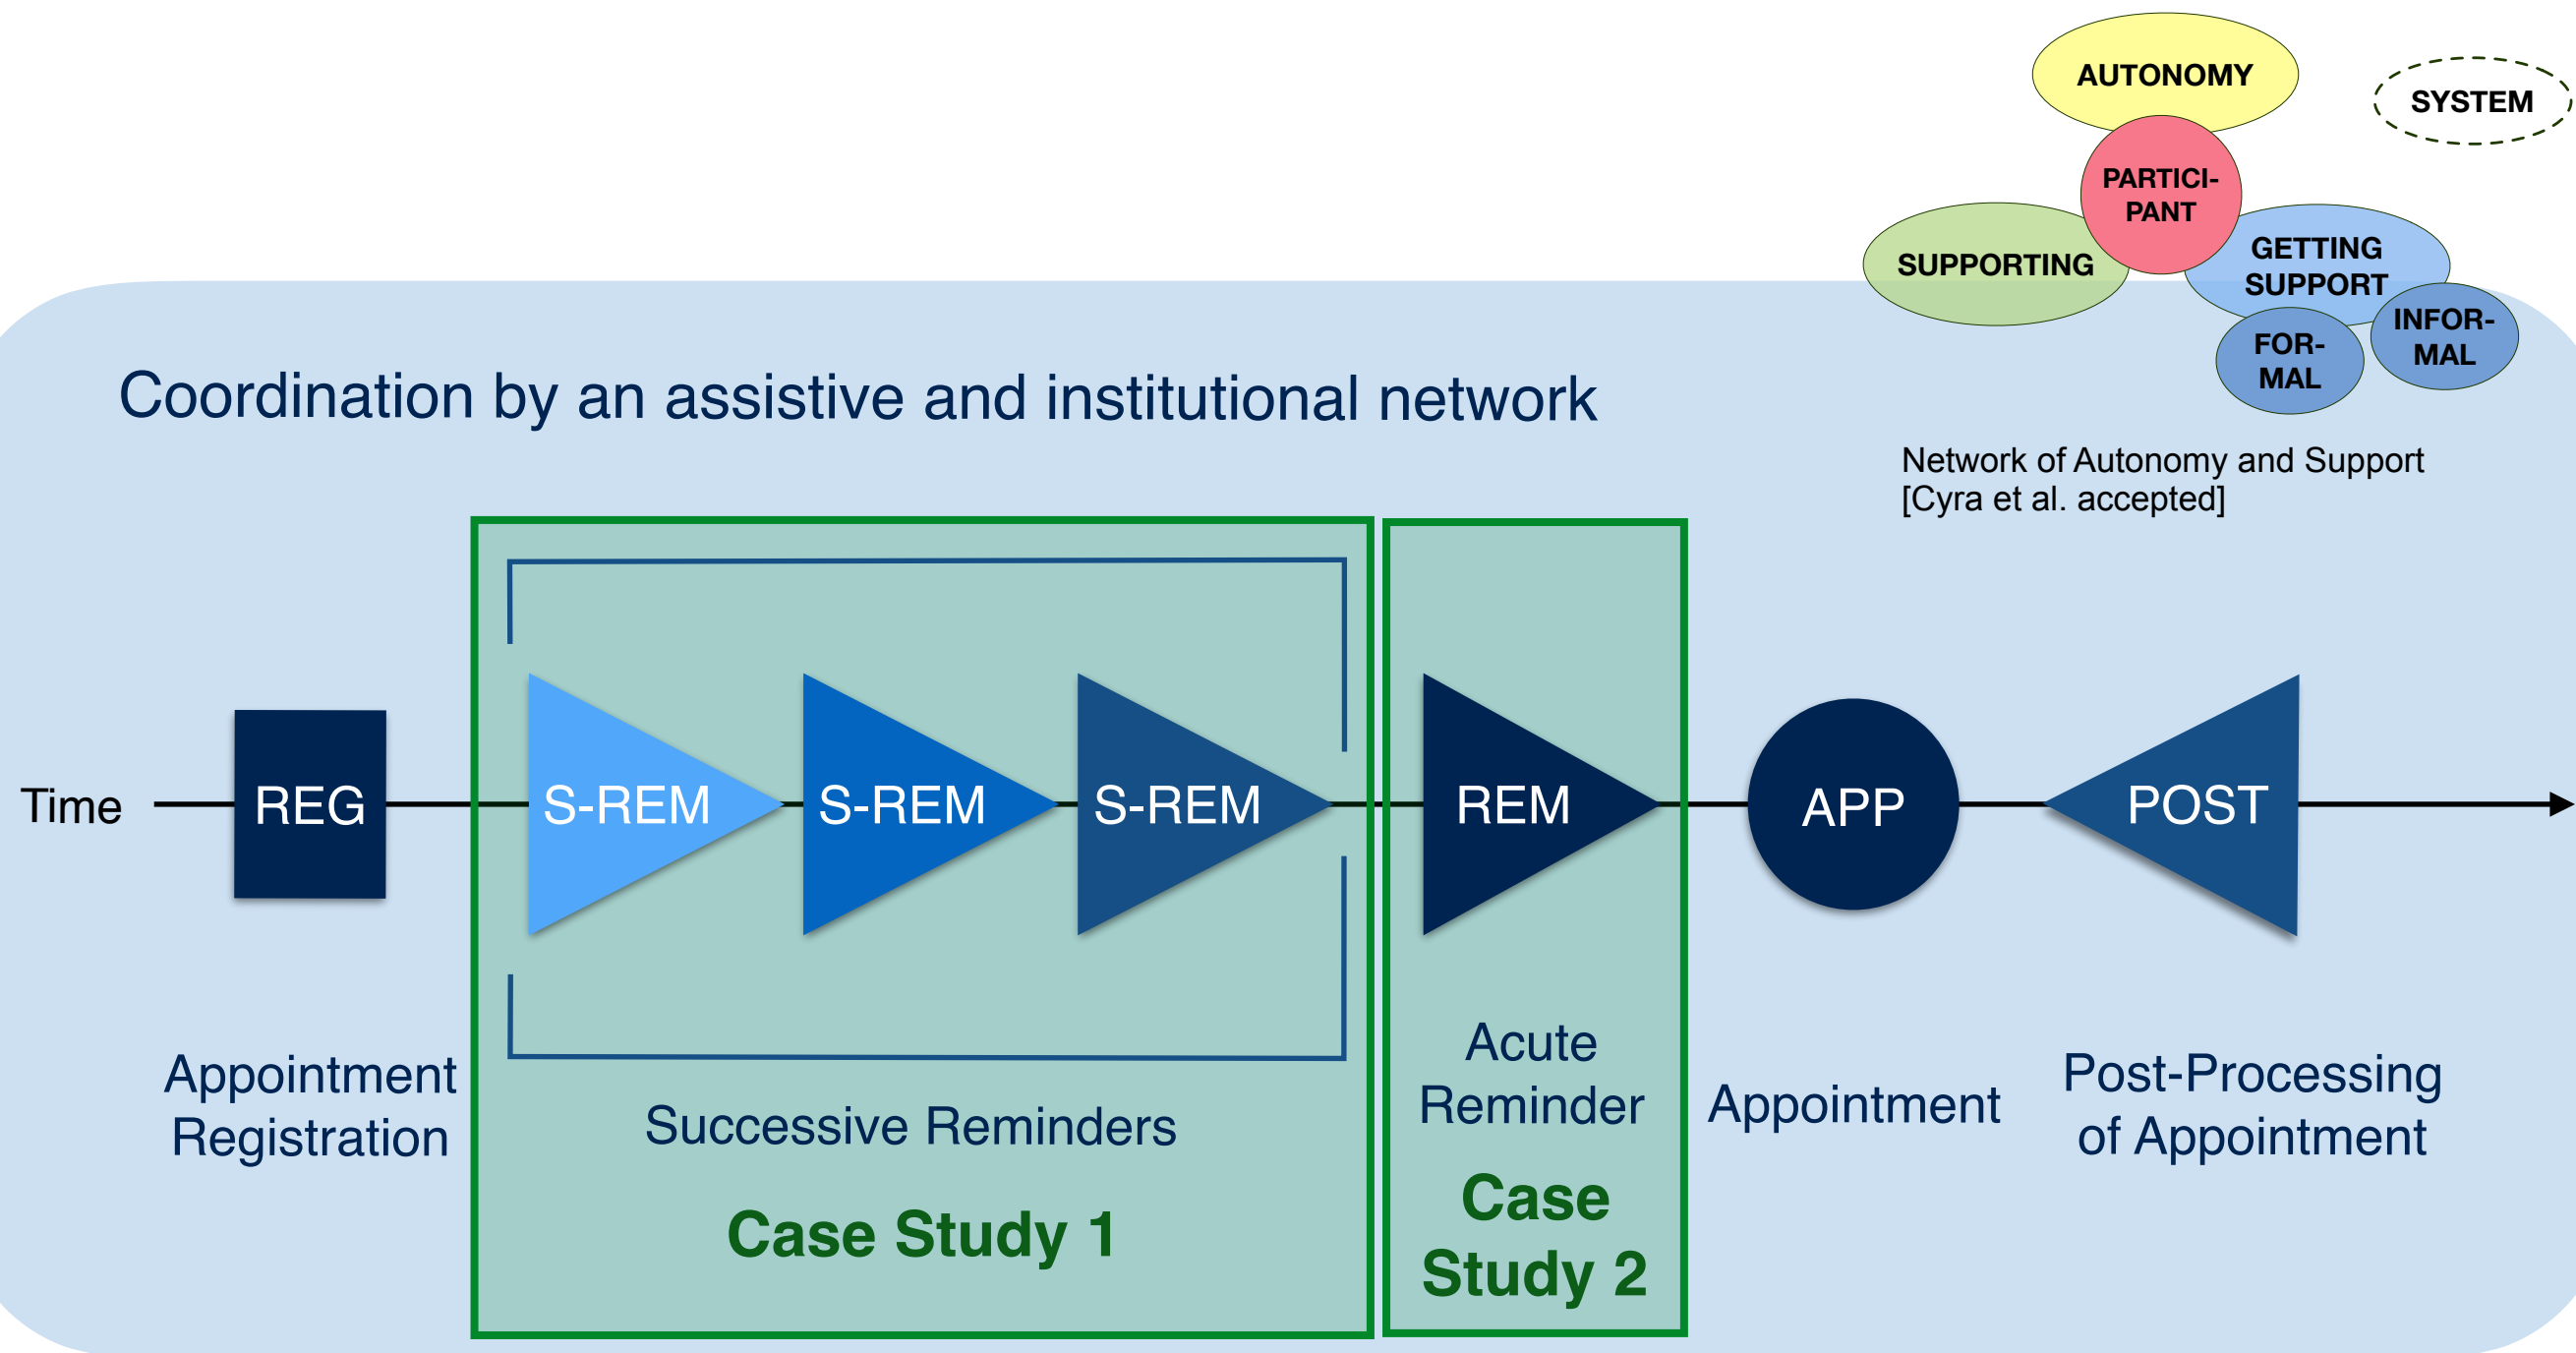 AUTONOMY
SYSTEM
PARTICI-
PANT
SUPPORTING
GETTING
SUPPORT
INFOR-
MAL
FOR-
MAL
Coordination by an assistive and institutional network
Network of Autonomy and Support
[Cyra et al. accepted]
Time
REG
S-REM
S-REM
S-REM
REM
APP
POST
Appointment
Registration
Successive Reminders
Acute
Reminder
Appointment
Post-Processing
of Appointment
Case Study 1
Case
Study 2